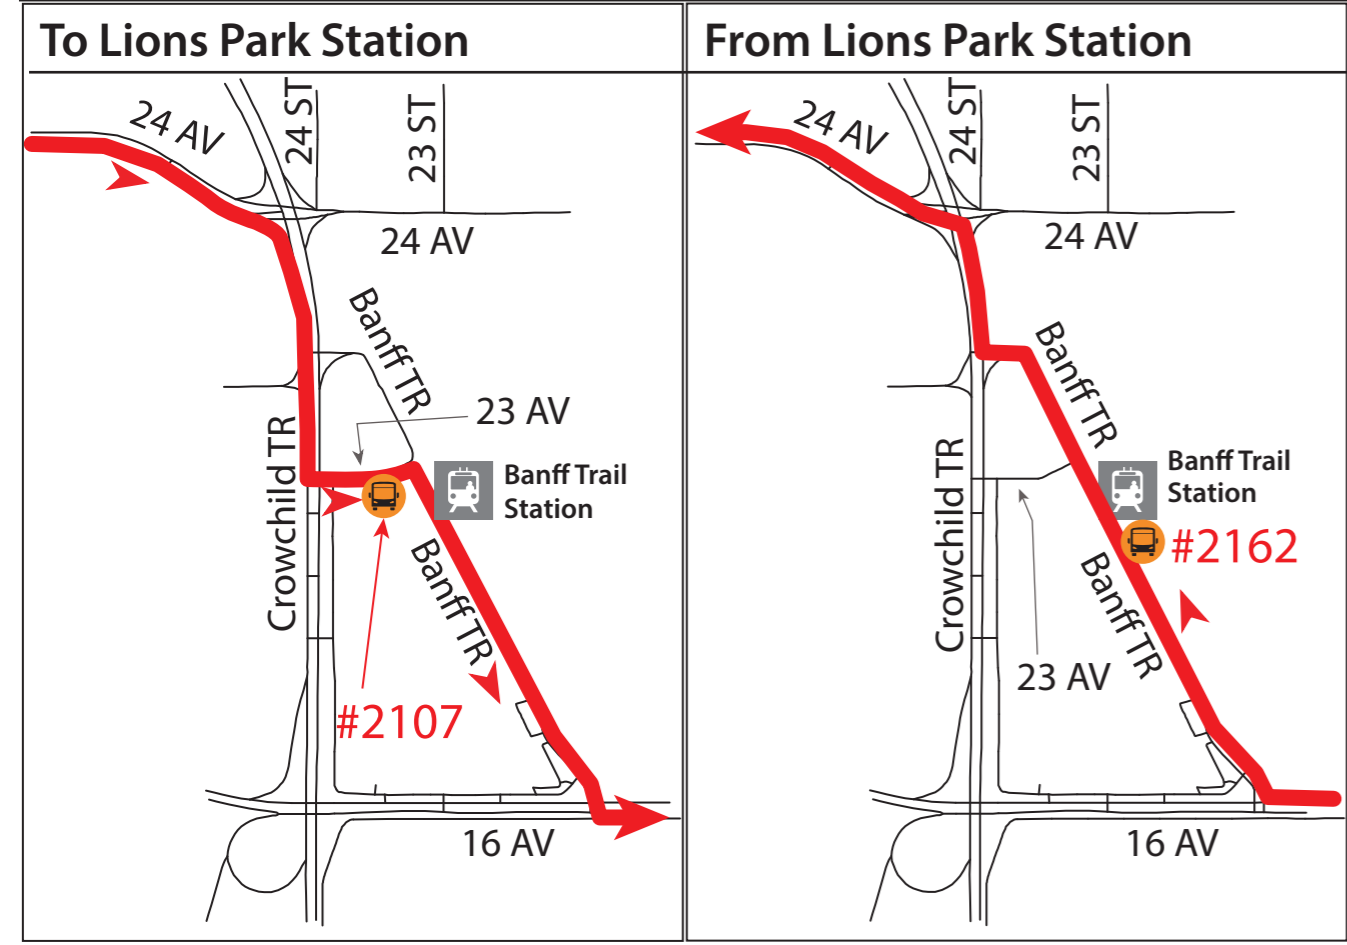 To Lions Park Station
24 AV
24 ST
23 ST
24 AV
Banff TR
23 AV
Crowchild TR
Banff Trail
Station
Banff TR
#2107
16 AV
From Lions Park Station
24 AV
24 ST
23 ST
24 AV
Banff TR
Crowchild TR
Banff Trail
Station
#2162
Banff TR
23 AV
16 AV